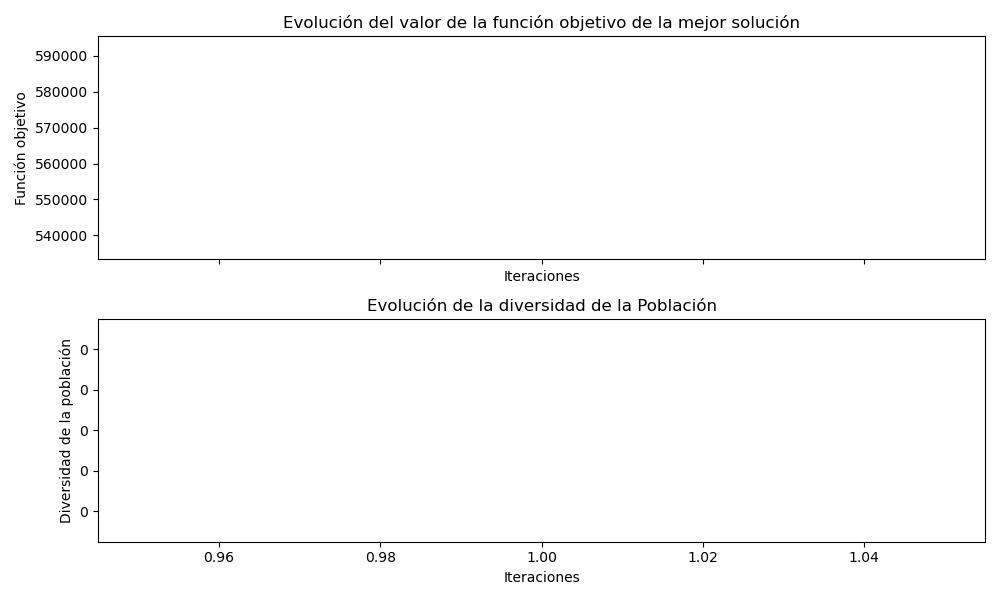 Evolución del valor de la función objetivo de la mejor solución
590000
580000
570000
560000
550000
540000
Función objetivo
Iteraciones
Evolución de la diversidad de la Población
0
0
0
0
0
Diversidad de la población
0.96 0.98 1.00 1.02 1.04
Iteraciones